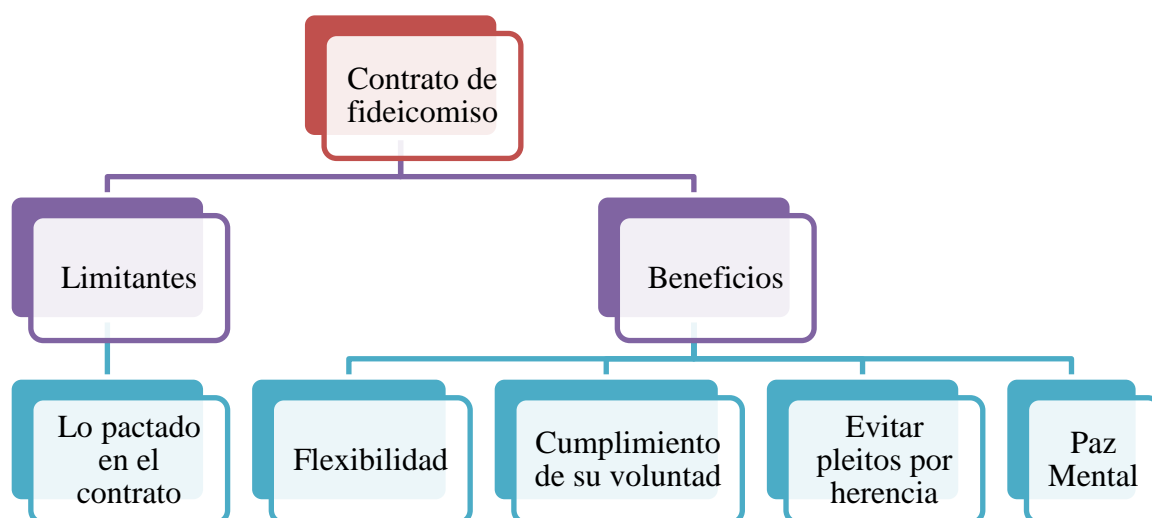 Contrato de
fideicomiso
Limitantes
Beneficios
Lo pactado
en el
contrato
Flexibilidad
Cumplimiento
de su voluntad
Evitar
pleitos por
herencia
Paz
Mental